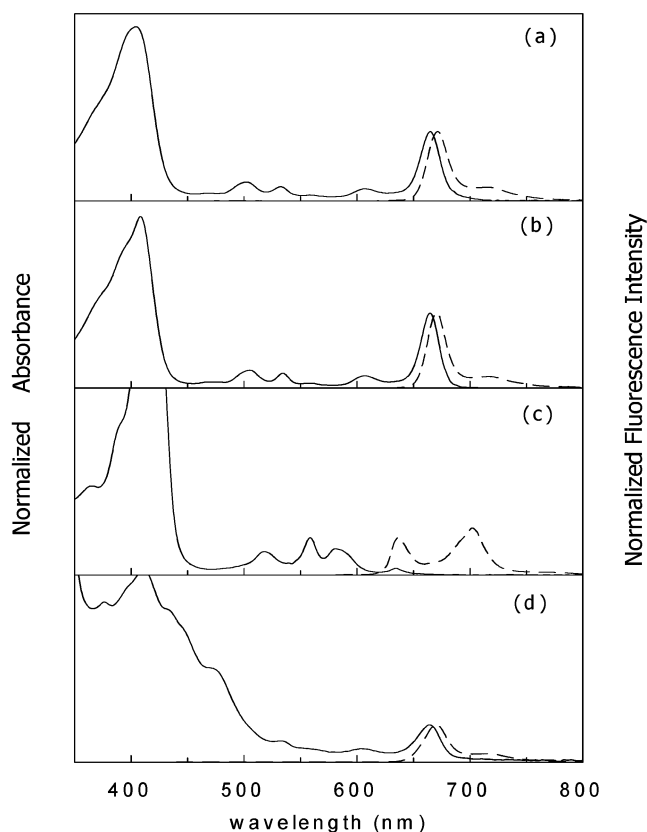 (a)
(b)
(c)
(d)
Normalized Absorbance
Normalized Fluorescence Intensity
400 500 600 700 800
wavelength (nm)